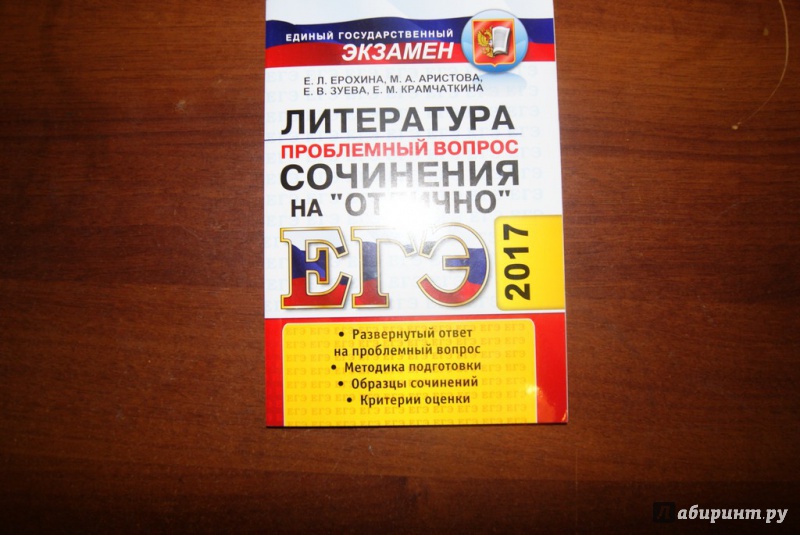 ЕДИНЫЙ ГОСУДАРСТВЕННЫЙ
ЭКЗАМЕН
Е. Л. ЕРОХИНА, М. А. АРИСТОВА,
Е. В. ЗУЕВА, Е. М. КРАМЧАТКИНА
ЛИТЕРАТУРА
ПРОБЛЕМНЫЙ ВОПРОС
СОЧИНЕНИЯ
НА "ОТЛИЧНО"
ЕГЭ
2017
• Развернутый ответ
на проблемный вопрос
• Методика подготовки
• Образцы сочинений
• Критерии оценки
лабиринт.ру